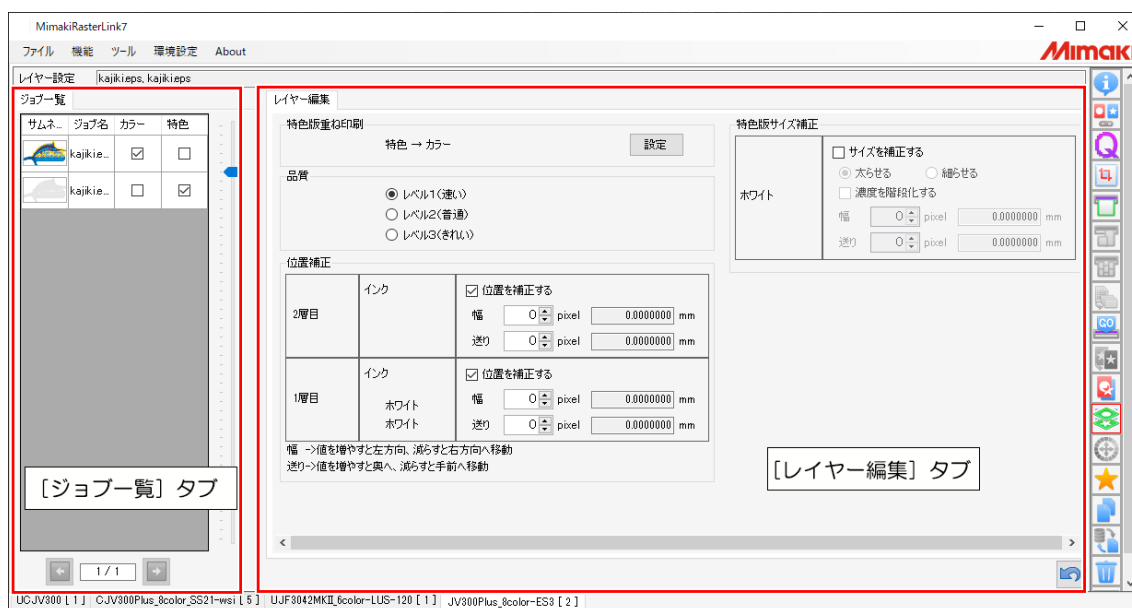 MimakiRasterLink7
ファイル 機能 ツール 環境設定 About
Mimaki
レイヤー設定 kajiki.eps, kajiki.eps
ジョブ一覧
サムネ... ジョブ名 カラー 特色
kajiki.e...
kajiki.e...
[ジョブ一覧] タブ
1 / 1
レイヤー編集
特色版重ね印刷
特色 → カラー 設定
品質
レベル1(速い)
レベル2(普通)
レベル3(きれい)
位置補正
2層目 インク 位置を補正する
幅 0 pixel 0.0000000 mm
送り 0 pixel 0.0000000 mm
1層目 インク 位置を補正する
ホワイト 幅 0 pixel 0.0000000 mm
ホワイト 送り 0 pixel 0.0000000 mm
幅 ->値を増やすと左方向、減らすと右方向へ移動
送り->値を増やすと奥へ、減らすと手前へ移動
特色版サイズ補正
ホワイト サイズを補正する
太らせる 細らせる
濃度を階段化する
幅 0 pixel 0.0000000 mm
送り 0 pixel 0.0000000 mm
[レイヤー編集] タブ
Q
GO
UCJV300 [ 1 ] CJV300Plus_8color_SS21-wsi [ 5 ] UJF3042MKII_6color-LUS-120 [ 1 ] JV300Plus_8color-ES3 [ 2 ]